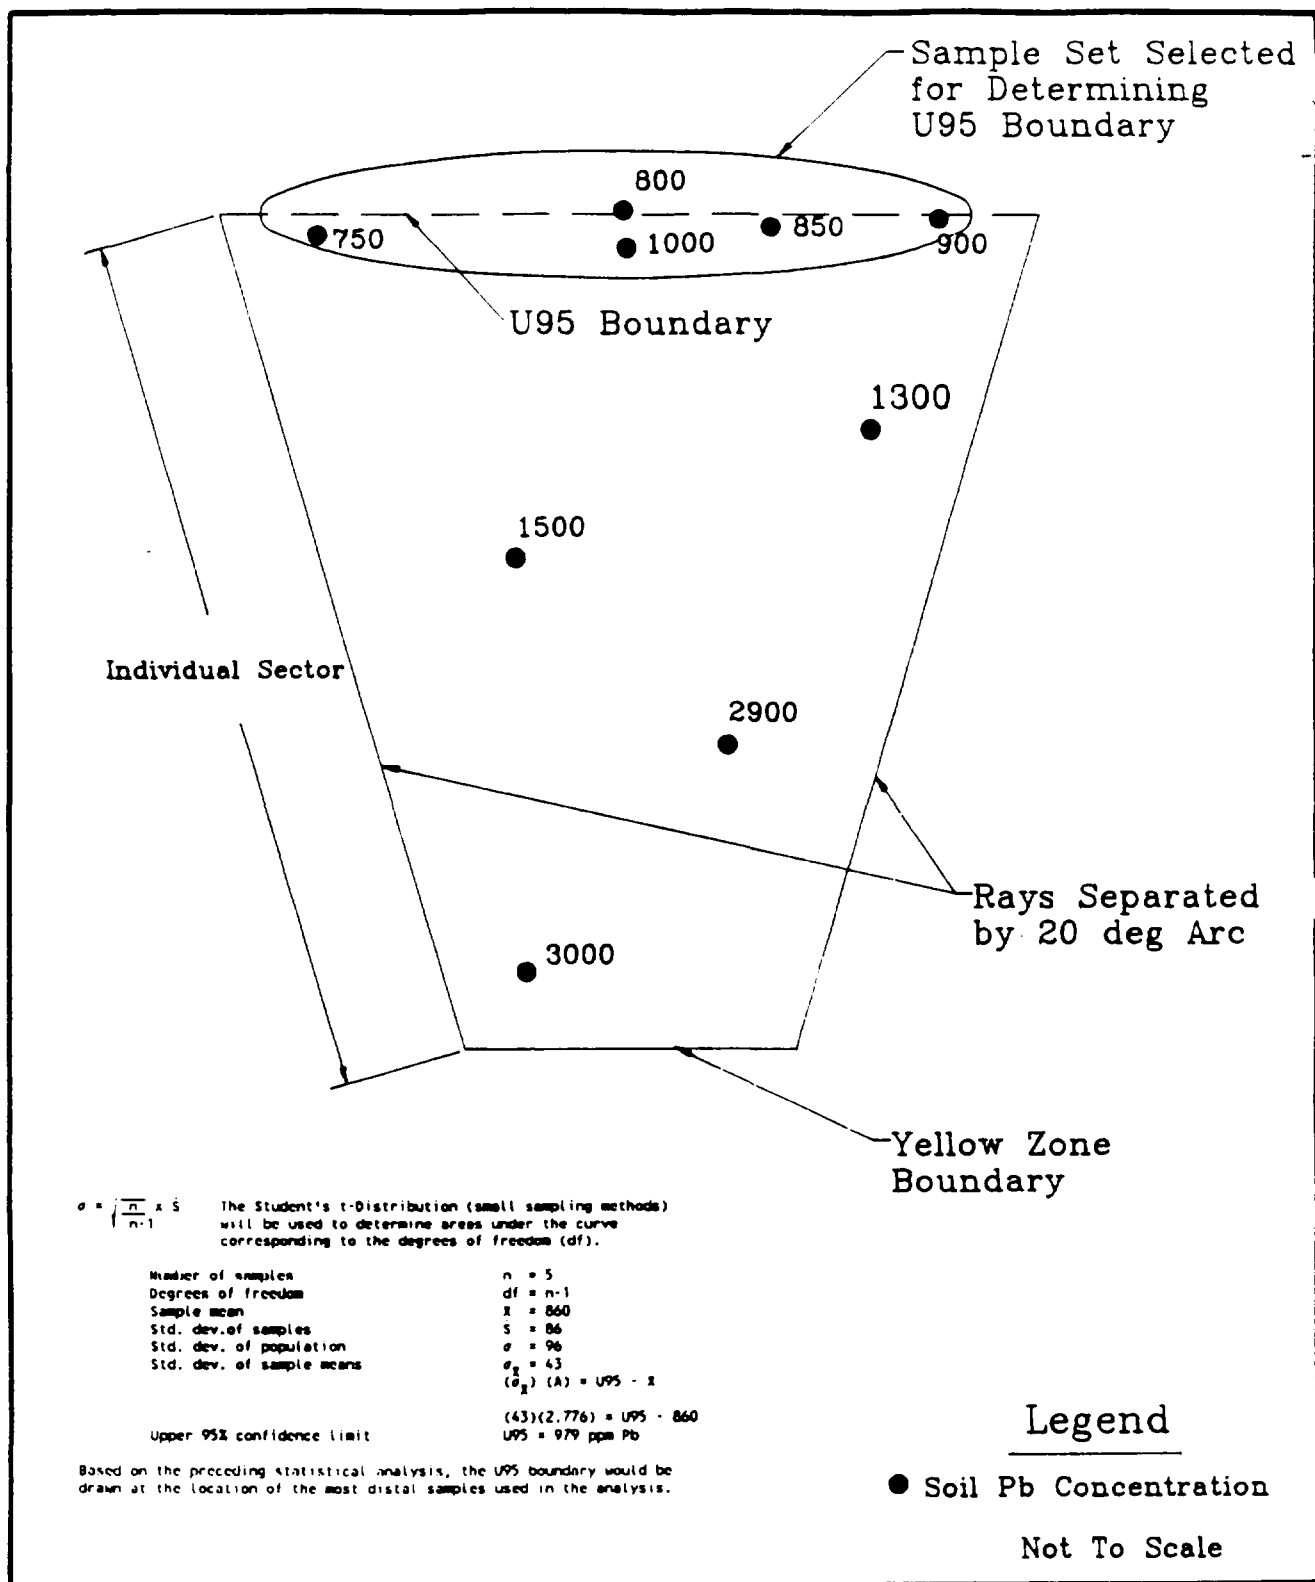 Sample Set Selected
for Determining
U95 Boundary
800
750
1000
850
900
U95 Boundary
1300
1500
Individual Sector
2900
Rays Separated
by 20 deg Arc
3000
Yellow Zone
Boundary
σ = √ n/n-1 x S The Student's t-Distribution (small sampling methods)
will be used to determine areas under the curve
corresponding to the degrees of freedom (df).
Number of samples n = 5
Degrees of freedom df = n-1
Sample mean x̄ = 860
Std. dev.of samples S = 86
Std. dev. of population σ = 96
Std. dev. of sample means σx̄ = 43
(σx̄) (A) = U95 - x̄
(43)(2.776) = U95 - 860
Upper 95% confidence limit U95 = 979 ppm Pb
Based on the preceding statistical analysis, the U95 boundary would be
drawn at the location of the most distal samples used in the analysis.
Legend
Soil Pb Concentration
Not To Scale